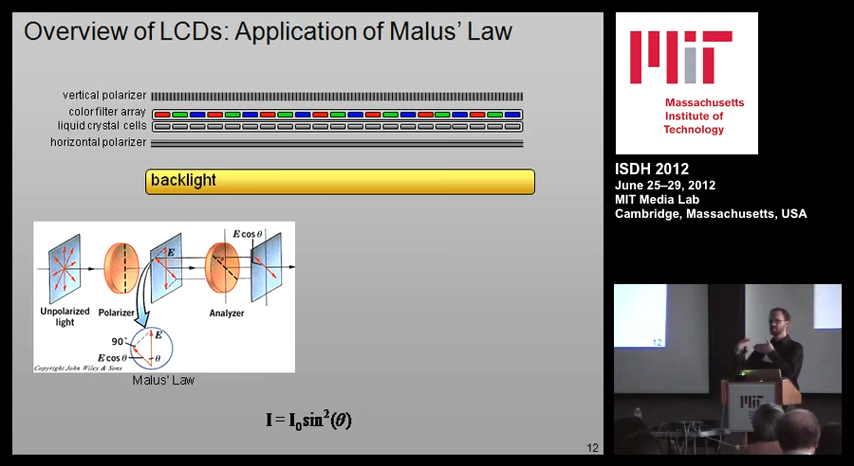 Overview of LCDs: Application of Malus' Law
vertical polarizer
color filter array
liquid crystal cells
horizontal polarizer
backlight
E cos θ
E
Unpolarized
light
Polarizer
Analyzer
90°
E
E cos θ
θ
Copyright John Wiley & Sons
Malus' Law
I = I₀sin²(θ)
12
MIT
Massachusetts
Institute of
Technology
ISDH 2012
June 25–29, 2012
MIT Media Lab
Cambridge, Massachusetts, USA
12
MIT